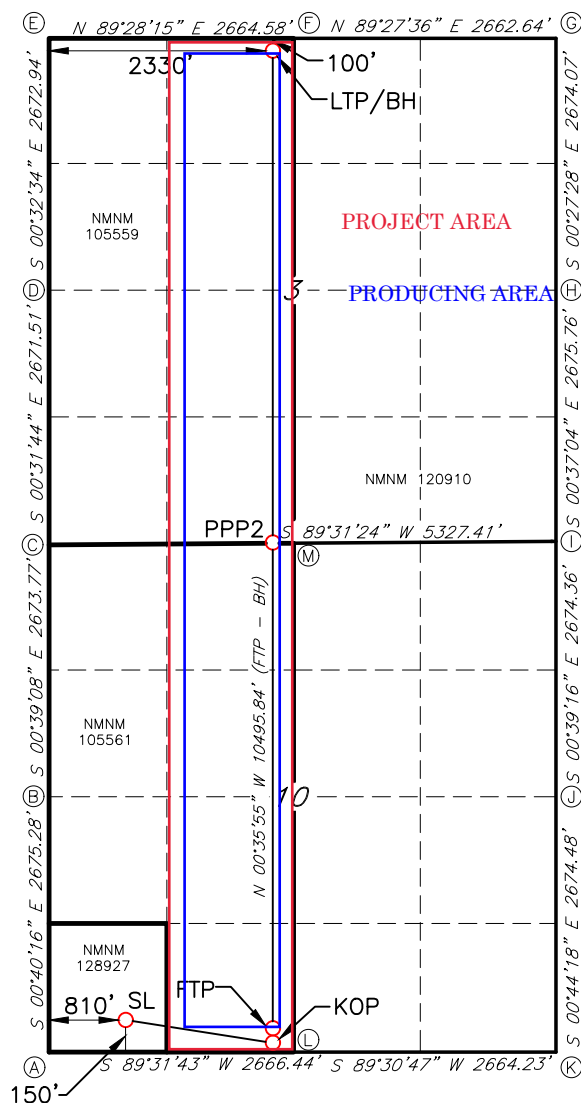 E N 89°28'15" E 2664.58' F N 89°27'36" E 2662.64' G
2330' 100'
LTP/BH
S 00°32'34" E 2672.94'
S 00°27'28" E 2674.07'
NMNM
105559
PROJECT AREA
D 3 H
PRODUCING AREA
S 00°31'44" E 2671.51'
S 00°37'04" E 2675.76'
NMNM 120910
PPP2 S 89°31'24" W 5327.41'
C M I
S 00°39'08" E 2673.77'
N 00°35'55" W 10495.84' (FTP - BH)
S 00°39'16" E 2674.36'
NMNM
105561
B 10 J
S 00°40'16" E 2675.28'
S 00°44'18" E 2674.48'
NMNM
128927
810' SL FTP KOP
L
A S 89°31'43" W 2666.44' S 89°30'47" W 2664.23' K
150'